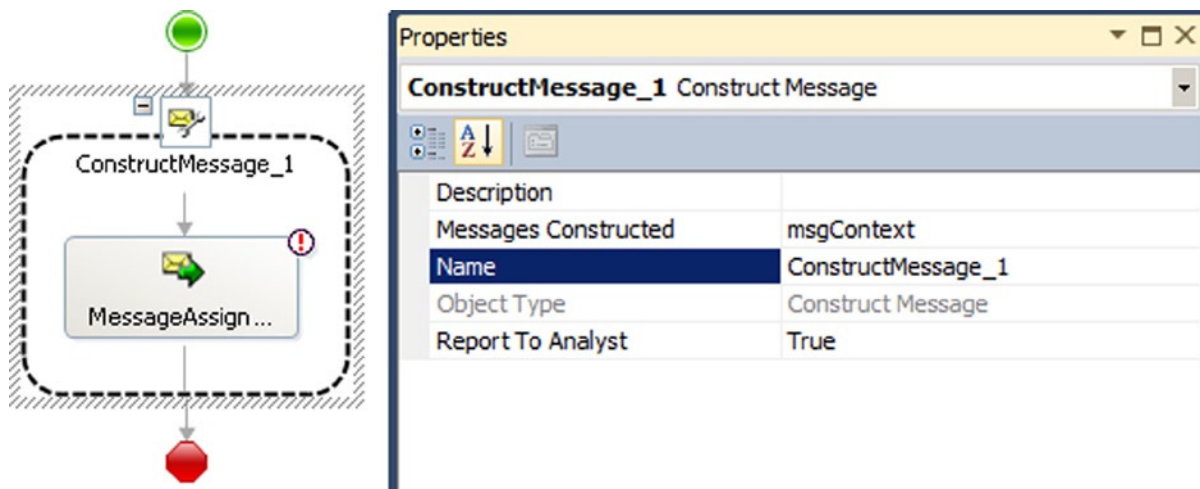 ConstructMessage_1
MessageAssign...
Properties
ConstructMessage_1 Construct Message
A
Z
Description
Messages Constructed msgContext
Name ConstructMessage_1
Object Type Construct Message
Report To Analyst True